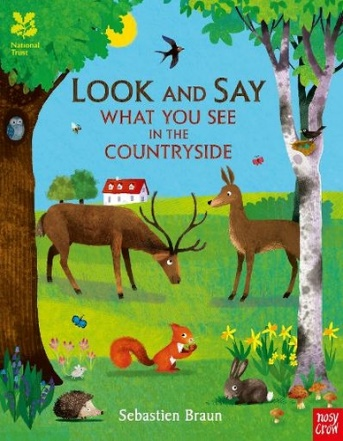 National
Trust
LOOK AND SAY
WHAT YOU SEE
IN THE
COUNTRYSIDE
Sebastien Braun
nosy
crow